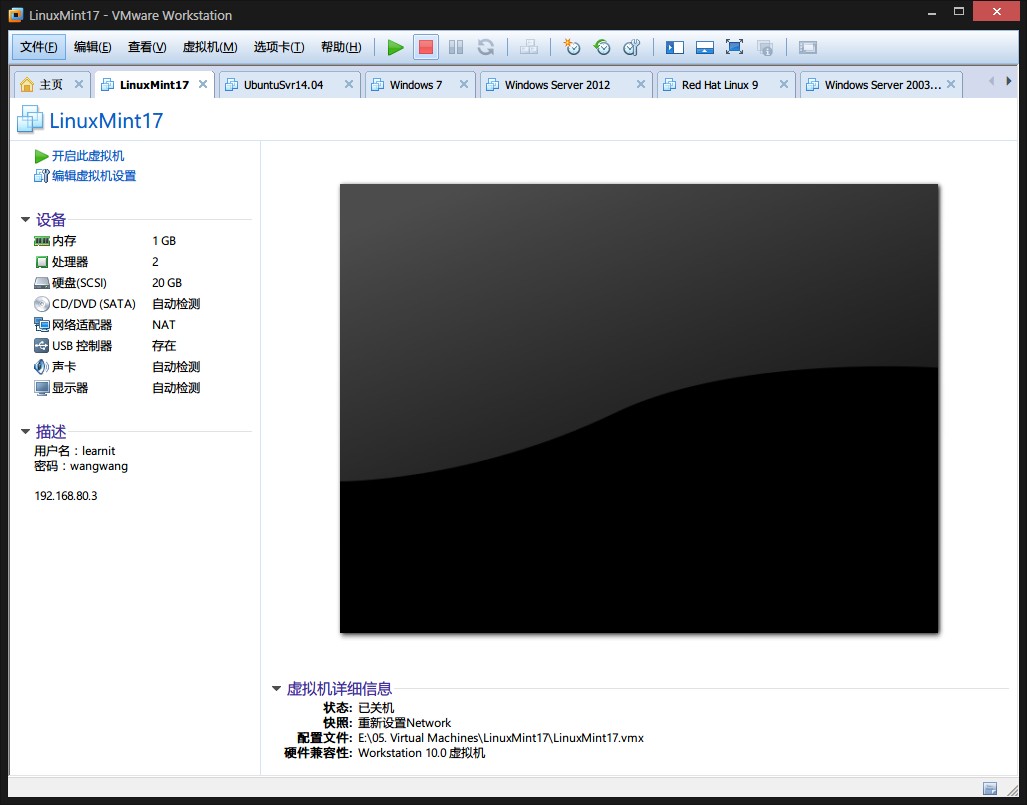 LinuxMint17 - VMware Workstation
文件(F) 编辑(E) 查看(V) 虚拟机(M) 选项卡(T) 帮助(H)
主页 LinuxMint17 UbuntuSvr14.04 Windows 7 Windows Server 2012 Red Hat Linux 9 Windows Server 2003...
LinuxMint17
开启此虚拟机
编辑虚拟机设置
设备
内存 1 GB
处理器 2
硬盘(SCSI) 20 GB
CD/DVD (SATA) 自动检测
网络适配器 NAT
USB 控制器 存在
声卡 自动检测
显示器 自动检测
描述
用户名：learnit
密码：wangwang
192.168.80.3
虚拟机详细信息
状态: 已关机
快照: 重新设置Network
配置文件: E:\05. Virtual Machines\LinuxMint17\LinuxMint17.vmx
硬件兼容性: Workstation 10.0 虚拟机